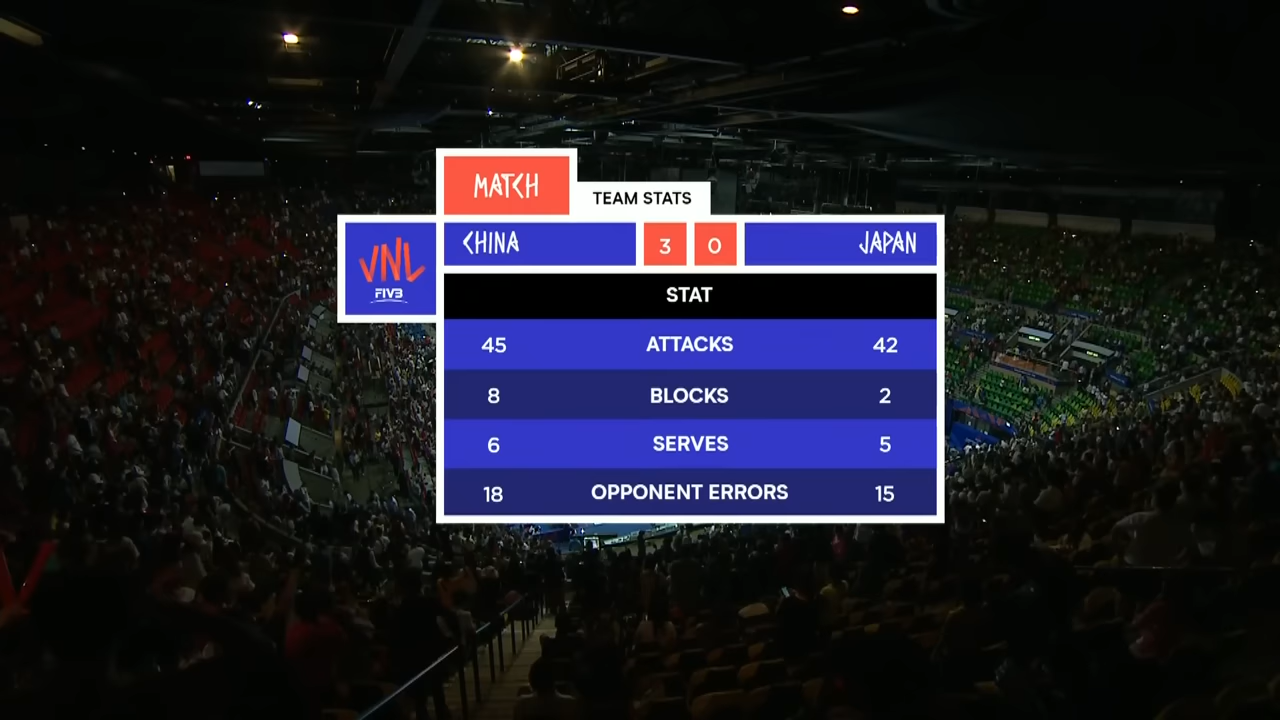 MATCH
TEAM STATS
VNL
FIVB
CHINA 3 0 JAPAN
STAT
45 ATTACKS 42
8 BLOCKS 2
6 SERVES 5
18 OPPONENT ERRORS 15